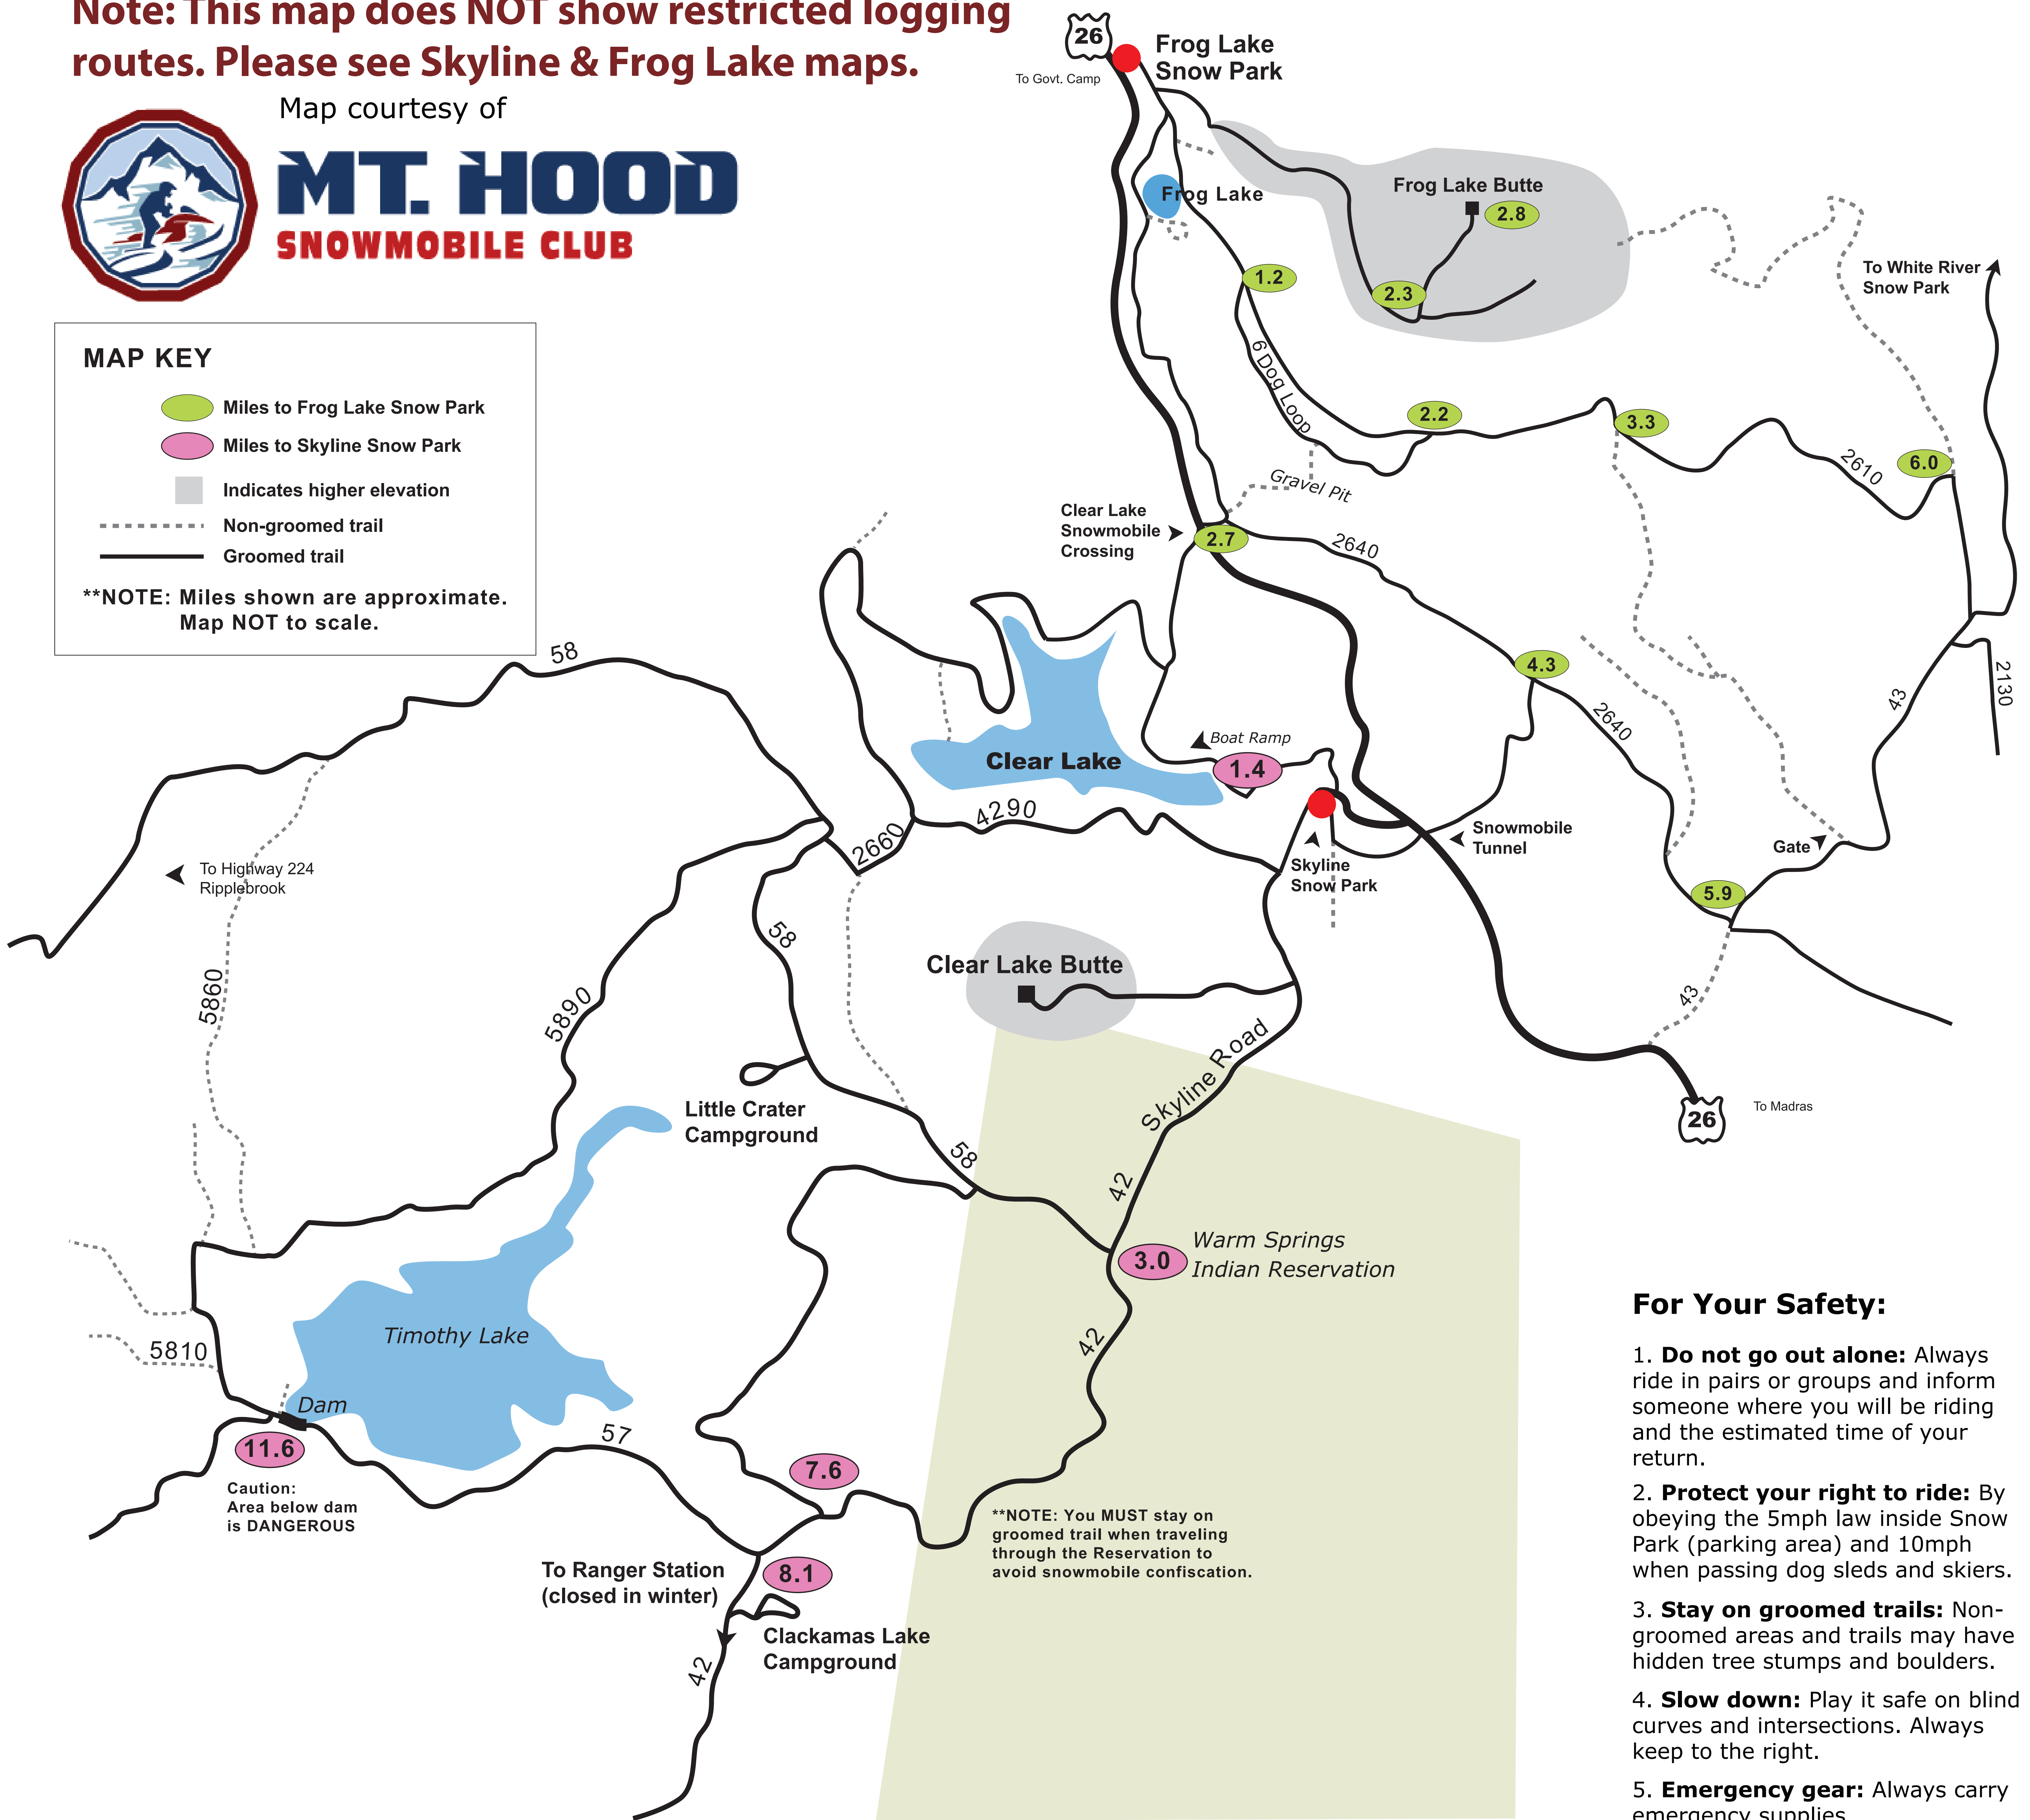 Note: This map does NOT show restricted logging
routes. Please see Skyline & Frog Lake maps.
Map courtesy of
MT. HOOD
SNOWMOBILE CLUB
MAP KEY
Miles to Frog Lake Snow Park
Miles to Skyline Snow Park
Indicates higher elevation
Non-groomed trail
Groomed trail
**NOTE: Miles shown are approximate.
Map NOT to scale.
26
To Govt. Camp
Frog Lake
Snow Park
Frog Lake
Frog Lake Butte
2.8
2.3
1.2
6 Dog Loop
2.2
3.3
6.0
2610
To White River
Snow Park
Gravel Pit
Clear Lake
Snowmobile
Crossing
2.7
2640
4.3
2640
43
2130
58
Boat Ramp
1.4
Clear Lake
4290
2660
Snowmobile
Tunnel
Skyline
Snow Park
Gate
5.9
43
To Highway 224
Ripplebrook
58
5860
5890
Clear Lake Butte
Skyline Road
26
To Madras
Little Crater
Campground
58
42
3.0
Warm Springs
Indian Reservation
42
Timothy Lake
5810
Dam
11.6
Caution:
Area below dam
is DANGEROUS
57
7.6
**NOTE: You MUST stay on
groomed trail when traveling
through the Reservation to
avoid snowmobile confiscation.
To Ranger Station
(closed in winter)
8.1
Clackamas Lake
Campground
42
For Your Safety:
1. Do not go out alone: Always
ride in pairs or groups and inform
someone where you will be riding
and the estimated time of your
return.
2. Protect your right to ride: By
obeying the 5mph law inside Snow
Park (parking area) and 10mph
when passing dog sleds and skiers.
3. Stay on groomed trails: Non-
groomed areas and trails may have
hidden tree stumps and boulders.
4. Slow down: Play it safe on blind
curves and intersections. Always
keep to the right.
5. Emergency gear: Always carry
emergency supplies